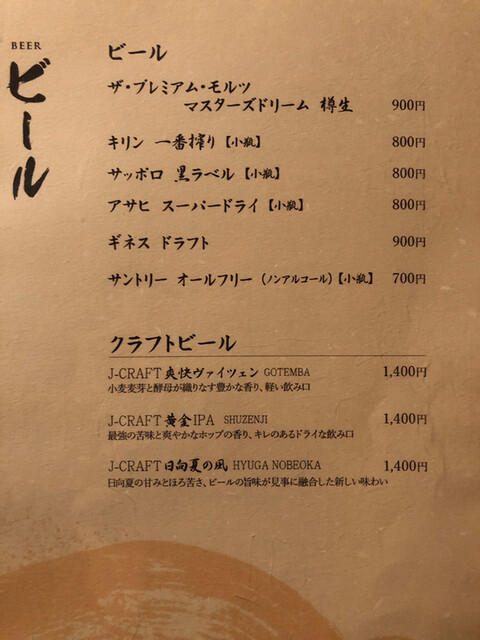 BEER
ビール
ビール
ザ・プレミアム・モルツ
マスターズドリーム 樽生 900円
キリン 一番搾り【小瓶】 800円
サッポロ 黒ラベル【小瓶】 800円
アサヒ スーパードライ【小瓶】 800円
ギネス ドラフト 900円
サントリー オールフリー（ノンアルコール）【小瓶】 700円
クラフトビール
J-CRAFT 爽快ヴァイツェン GOTEMBA 1,400円
小麦麦芽と酵母が織りなす豊かな香り、軽い飲み口
J-CRAFT 黄金IPA SHUZENJI 1,400円
最強の苦味と爽やかなホップの香り、キレのあるドライな飲み口
J-CRAFT 日向夏の風 HYUGA NOBEOKA 1,400円
日向夏の甘みとほろ苦さ、ビールの旨味が見事に融合した新しい味わい